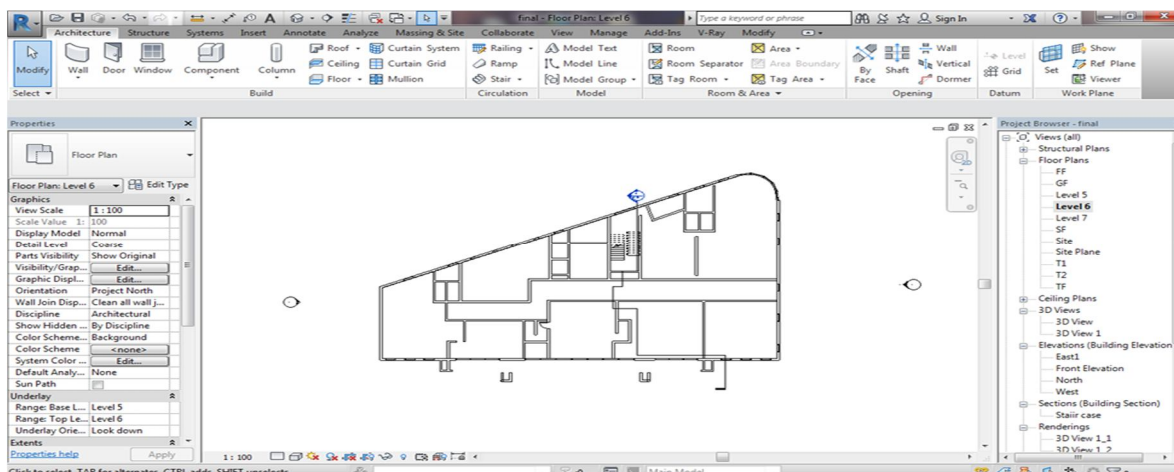 final - Floor Plan: Level 6
Type a keyword or phrase
Sign In
Architecture Structure Systems Insert Annotate Analyze Massing & Site Collaborate View Manage Add-Ins V-Ray Modify
Modify Wall Door Window Component Column
Roof Curtain System
Ceiling Curtain Grid
Floor Mullion
Railing
Ramp
Stair
Model Text
Model Line
Model Group
Room
Room Separator
Tag Room
Area
Area Boundary
Tag Area
By Face
Shaft
Wall
Vertical
Dormer
Level
Grid
Set
Show
Ref Plane
Viewer
Select Build Circulation Model Room & Area Opening Datum Work Plane
Properties
Floor Plan
Floor Plan: Level 6 Edit Type
Graphics
View Scale 1 : 100
Scale Value 1: 100
Display Model Normal
Detail Level Coarse
Parts Visibility Show Original
Visibility/Grap... Edit...
Graphic Displ... Edit...
Orientation Project North
Wall Join Disp... Clean all wall j...
Discipline Architectural
Show Hidden ... By Discipline
Color Scheme... Background
Color Scheme <none>
System Color ... Edit...
Default Analy... None
Sun Path
Underlay
Range: Base L... Level 5
Range: Top Le... Level 6
Underlay Orie... Look down
Extents
Properties help Apply
1 : 100
Project Browser - final
Views (all)
Structural Plans
Floor Plans
FF
GF
Level 5
Level 6
Level 7
SF
Site
Site Plane
T1
T2
TF
Ceiling Plans
3D Views
3D View
3D View 1
Elevations (Building Elevation
East1
Front Elevation
North
West
Sections (Building Section)
Staiir case
Renderings
3D View 1_1
3D View 1_2
Click to select, TAB for alternates, CTRL adds, SHIFT unselects.
Main Model